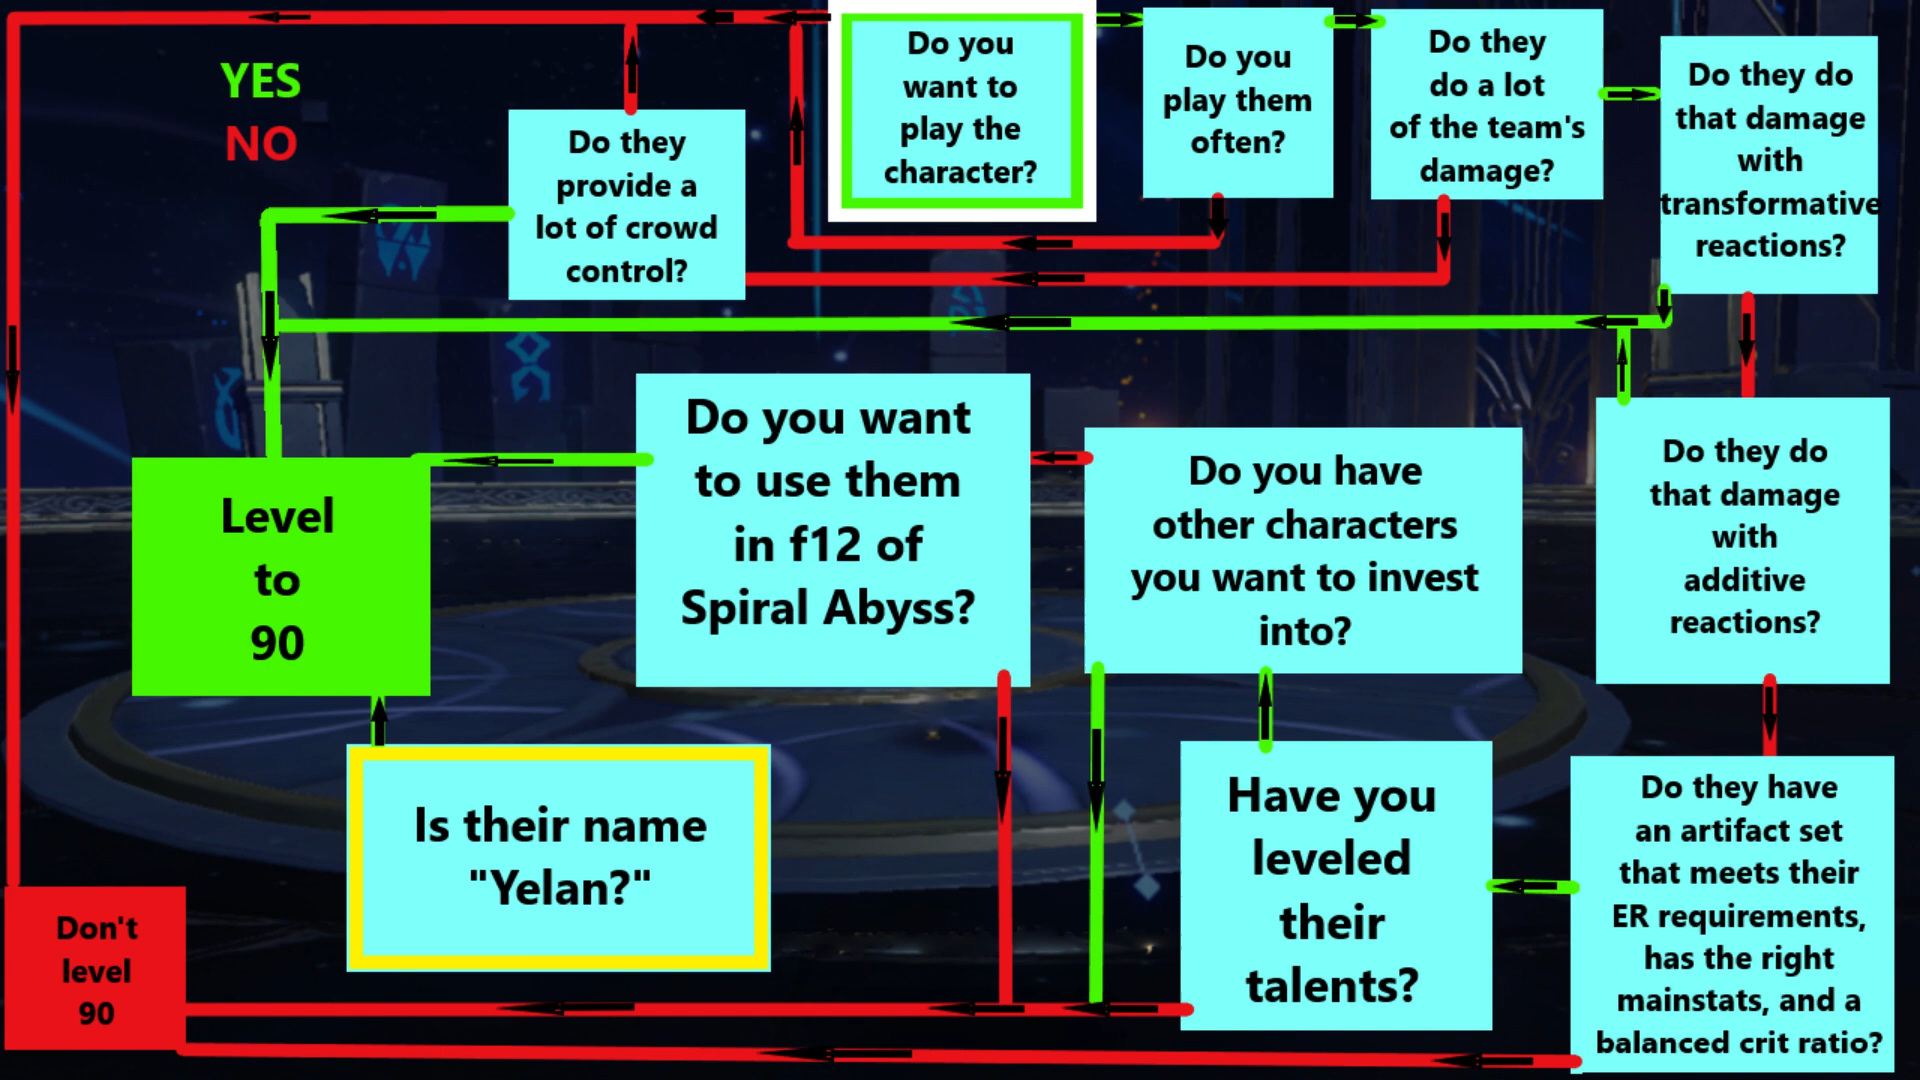 YES
NO
Do you
want to
play the
character?
Do you
play them
often?
Do they
do a lot
of the team's
damage?
Do they do
that damage
with
transformative
reactions?
Do they
provide a
lot of crowd
control?
Do they do
that damage
with
additive
reactions?
Do they have
an artifact set
that meets their
ER requirements,
has the right
mainstats, and a
balanced crit ratio?
Have you
leveled
their
talents?
Do you have
other characters
you want to invest
into?
Do you want
to use them
in f12 of
Spiral Abyss?
Level
to
90
Is their name
"Yelan?"
Don't
level
90